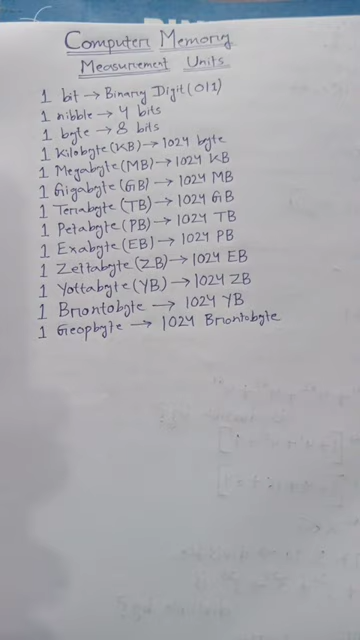 Computer Memory
Measurement Units
1 bit → Binary Digit (0/1)
1 nibble → 4 bits
1 byte → 8 bits
1 Kilobyte (KB) → 1024 byte
1 Megabyte (MB) → 1024 KB
1 Gigabyte (GB) → 1024 MB
1 Terabyte (TB) → 1024 GB
1 Petabyte (PB) → 1024 TB
1 Exabyte (EB) → 1024 PB
1 Zettabyte (ZB) → 1024 EB
1 Yottabyte (YB) → 1024 ZB
1 Brontobyte → 1024 YB
1 Geopbyte → 1024 Brontobyte